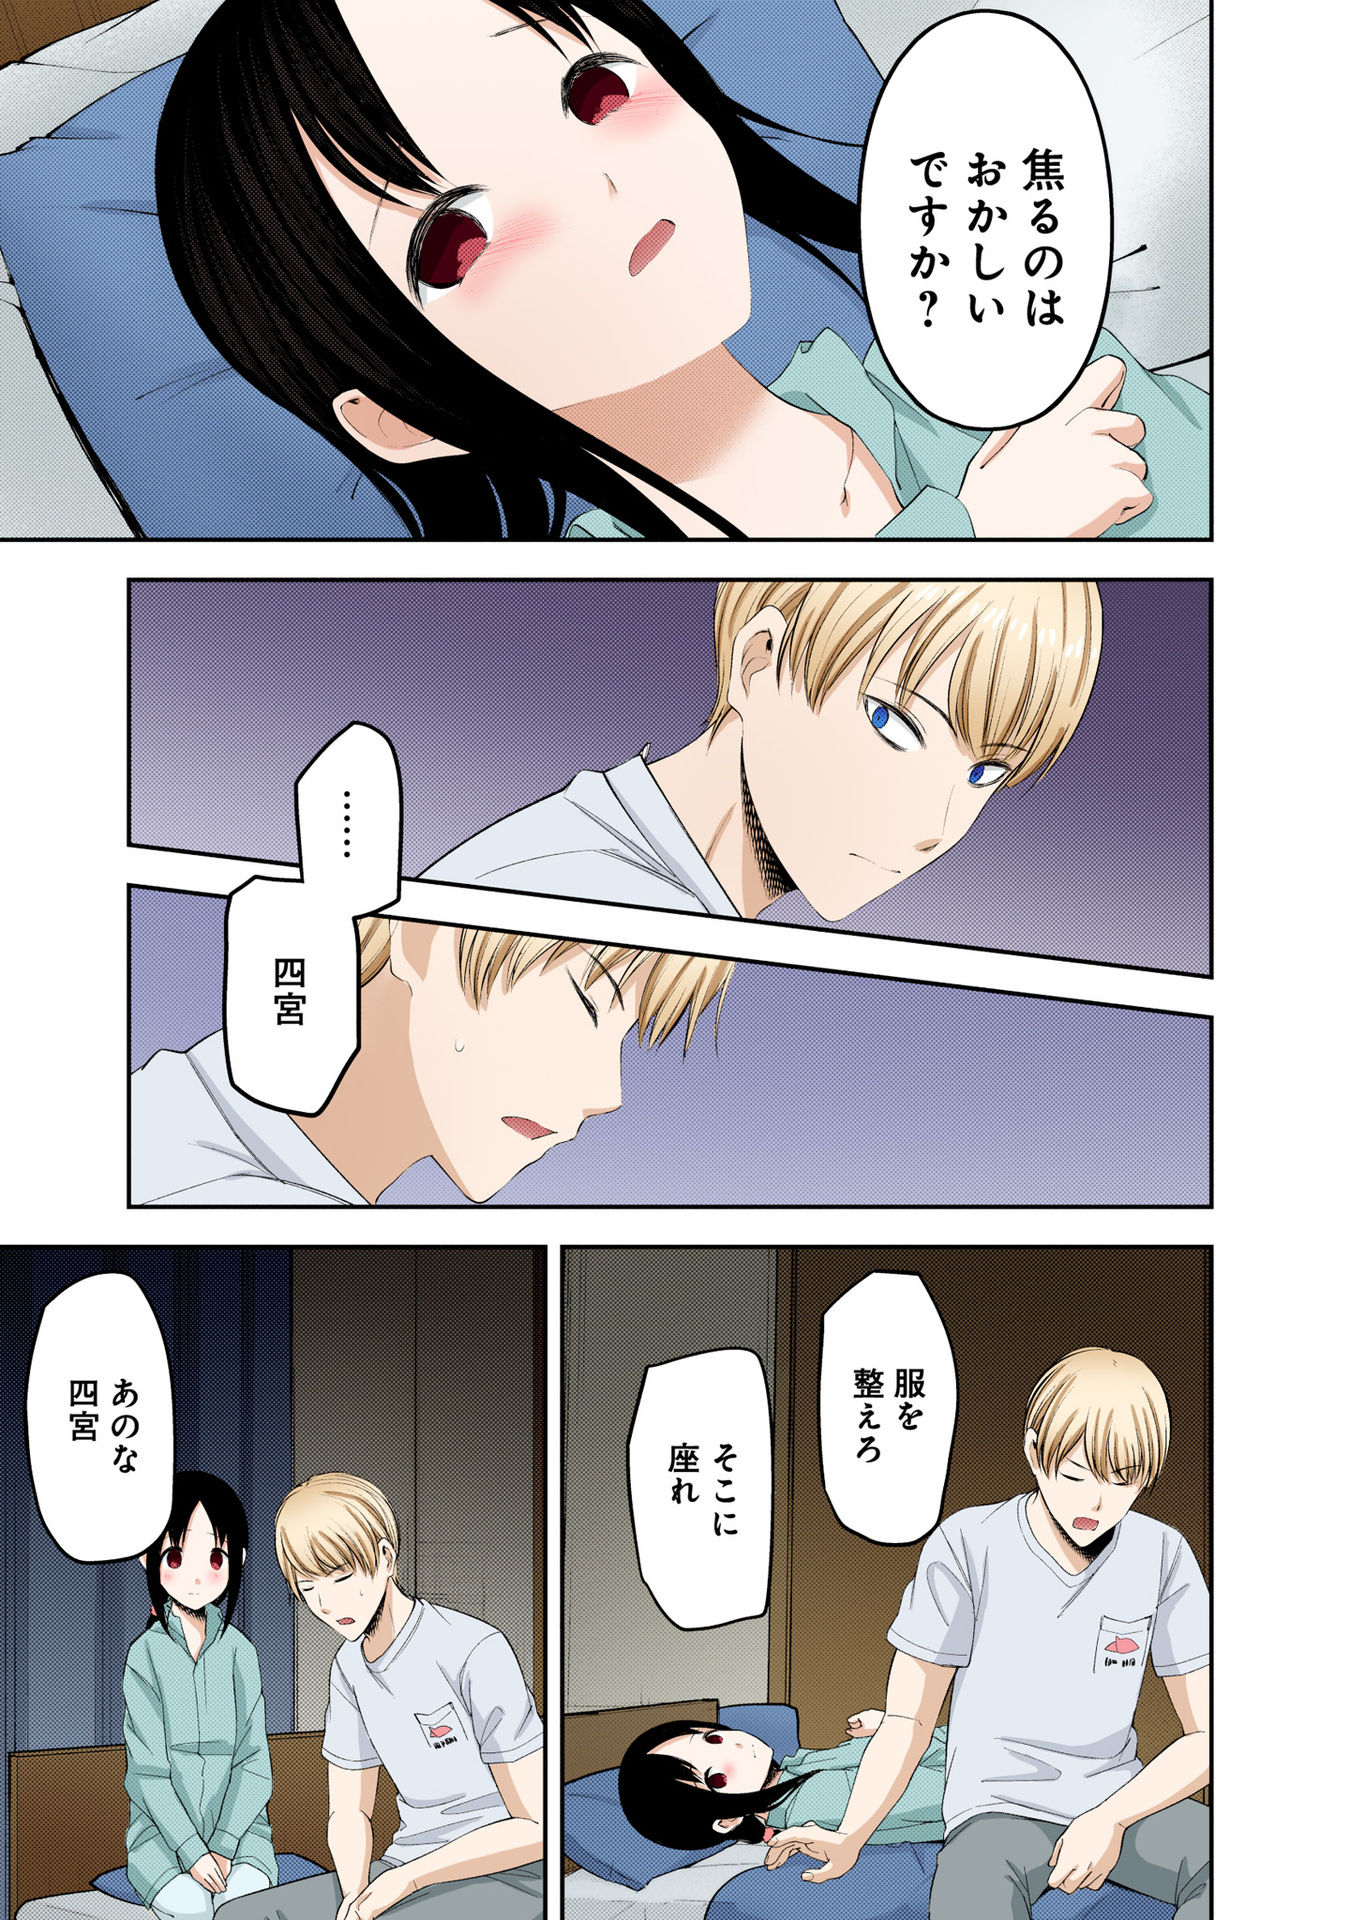 焦るのは
おかしい
ですか？
……
四宮
服を
整えろ
そこに
座れ
あのな
四宮